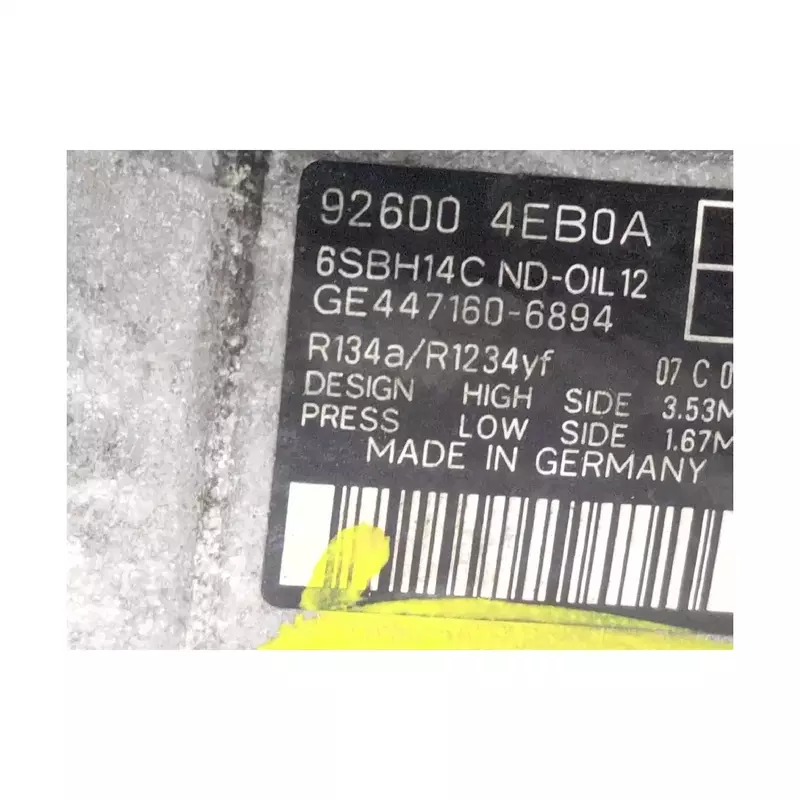 92600 4EB0A
6SBH14C ND-OIL12
GE447160-6894
R134a/R1234yf 07 C 0
DESIGN HIGH SIDE 3.53M
PRESS LOW SIDE 1.67M
MADE IN GERMANY